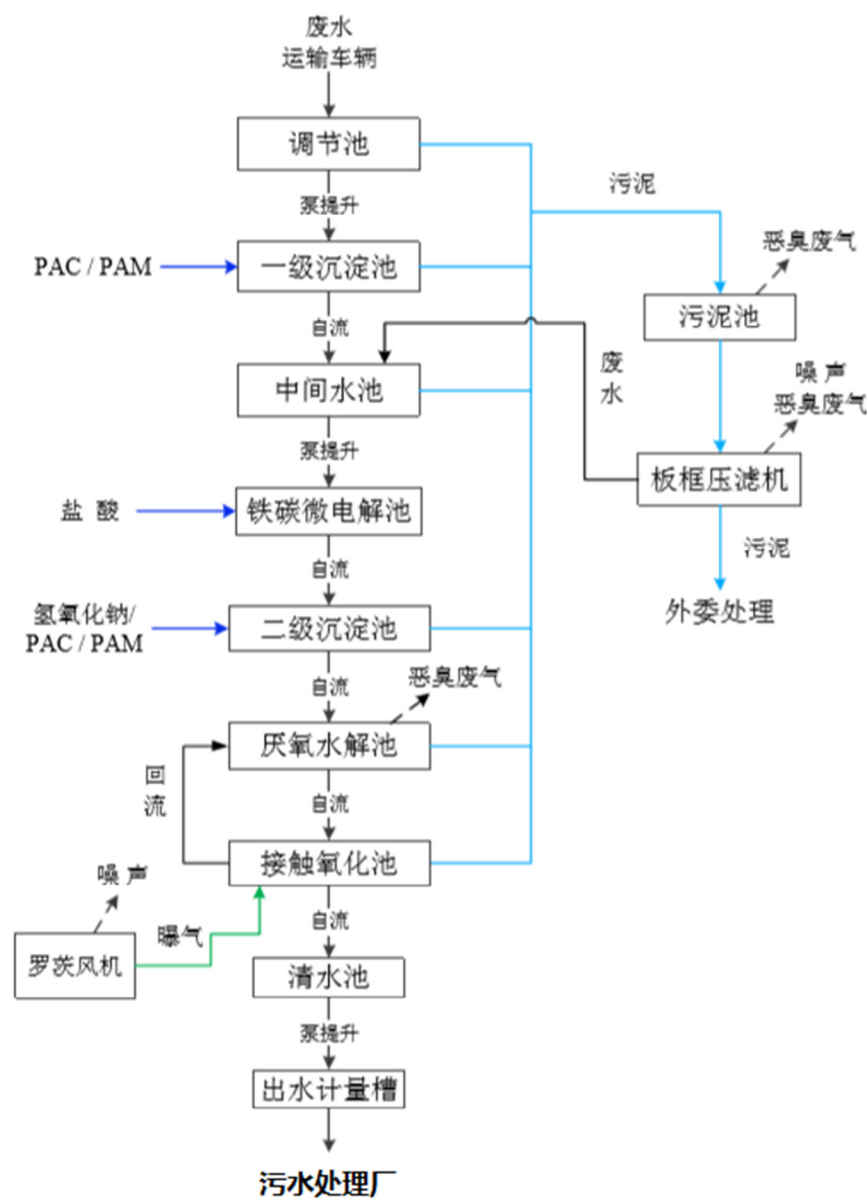 废水
运输车辆
调节池
泵提升
污泥
PAC / PAM
一级沉淀池
恶臭废气
污泥池
自流
中间水池
废
水
噪 声
恶臭废气
泵提升
板框压滤机
盐 酸
铁碳微电解池
污泥
自流
外委处理
氢氧化钠/
PAC / PAM
二级沉淀池
自流
恶臭废气
厌氧水解池
回
流
自流
接触氧化池
噪 声
曝气
自流
罗茨风机
清水池
泵提升
出水计量槽
污水处理厂